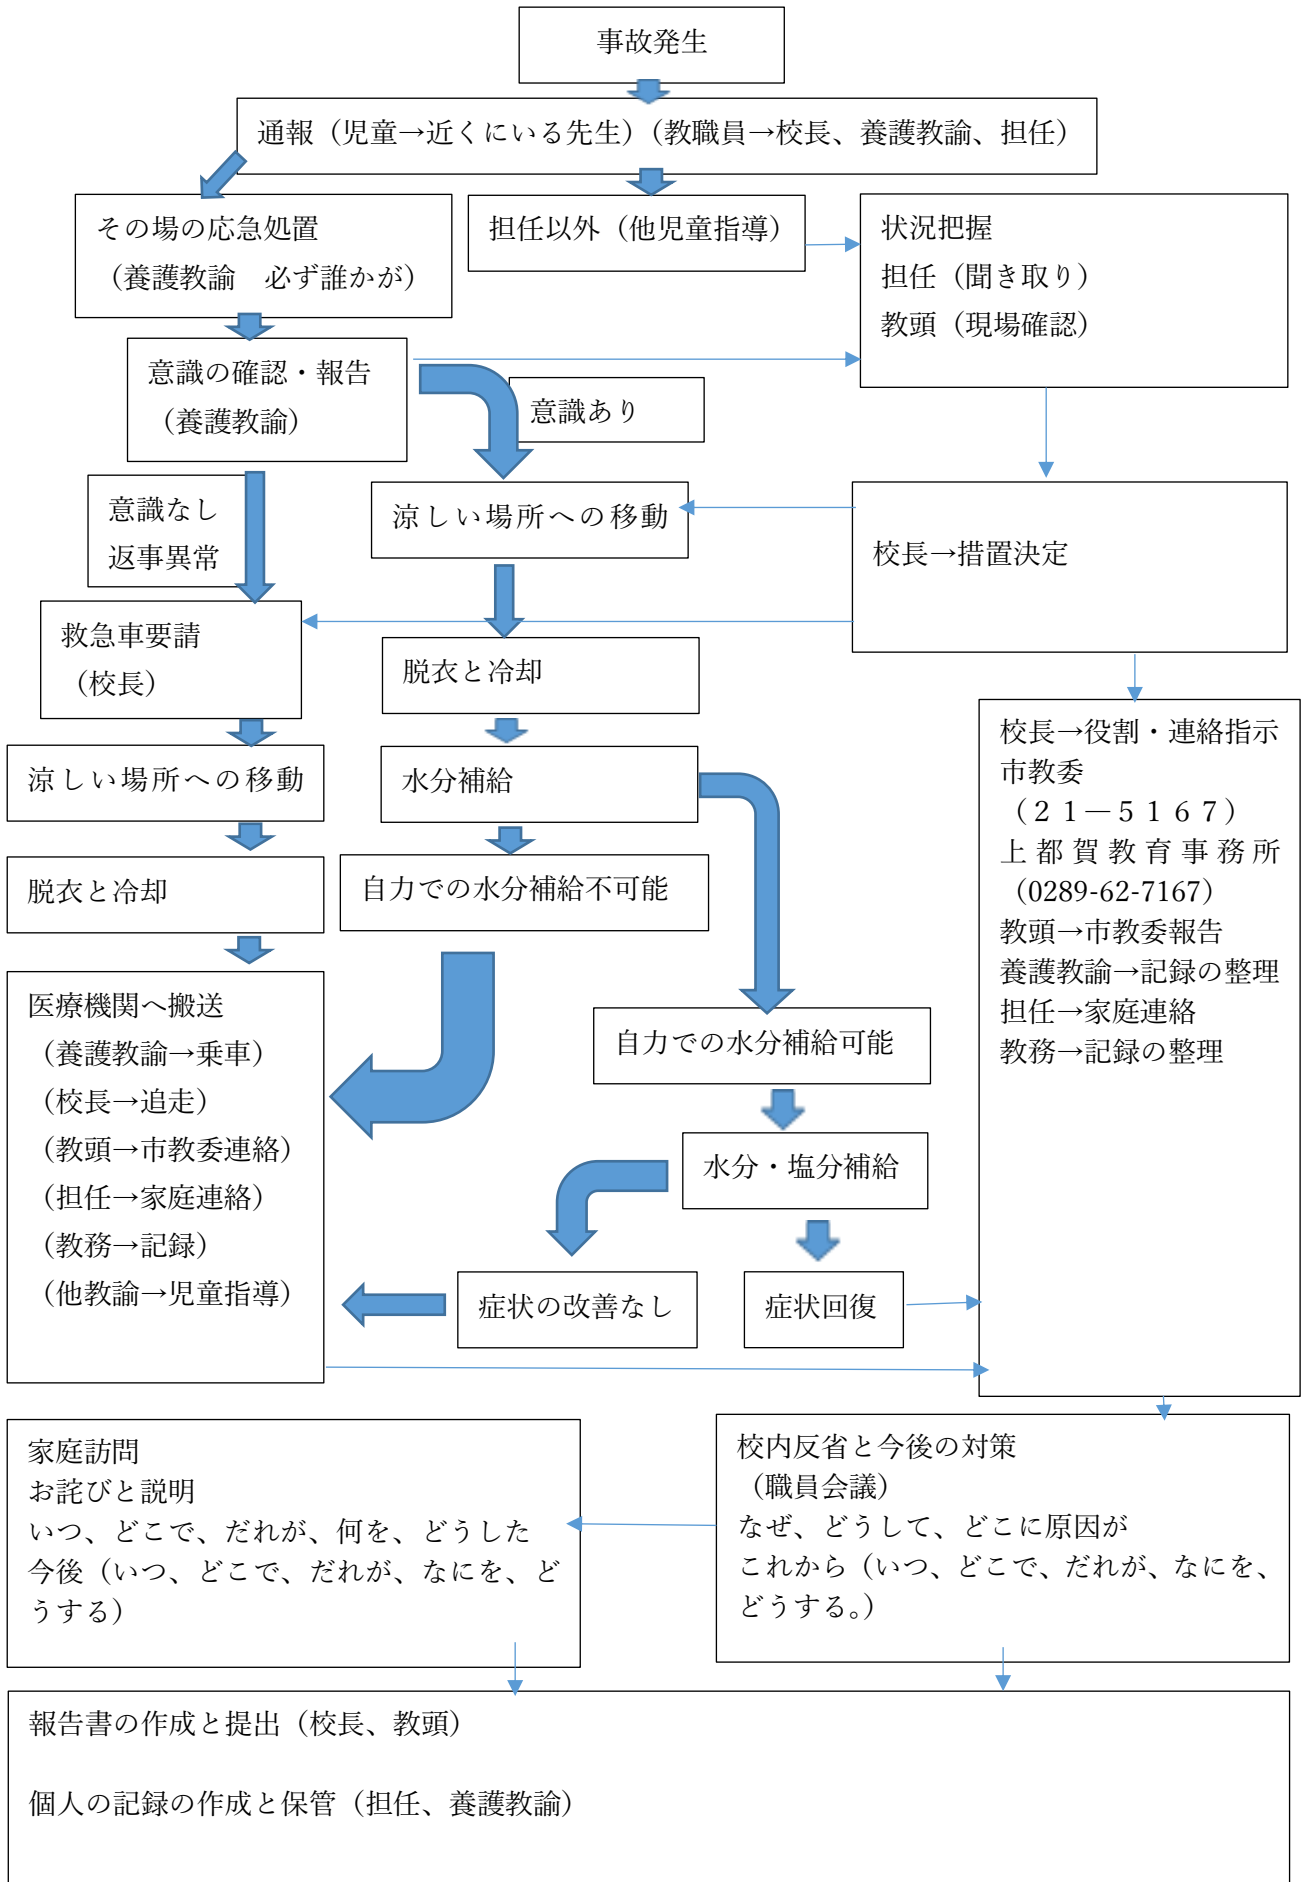 事故発生
通報（児童→近くにいる先生）（教職員→校長、養護教諭、担任）
その場の応急処置
（養護教諭　必ず誰かが）
担任以外（他児童指導）
状況把握
担任（聞き取り）
教頭（現場確認）
意識の確認・報告
（養護教諭）
意識あり
意識なし
返事異常
涼しい場所への移動
校長→措置決定
救急車要請
（校長）
脱衣と冷却
涼しい場所への移動
水分補給
脱衣と冷却
自力での水分補給不可能
校長→役割・連絡指示
市教委
（２１―５１６７）
上都賀教育事務所
（0289-62-7167）
教頭→市教委報告
養護教諭→記録の整理
担任→家庭連絡
教務→記録の整理
医療機関へ搬送
（養護教諭→乗車）
（校長→追走）
（教頭→市教委連絡）
（担任→家庭連絡）
（教務→記録）
（他教諭→児童指導）
自力での水分補給可能
水分・塩分補給
症状の改善なし
症状回復
家庭訪問
お詫びと説明
いつ、どこで、だれが、何を、どうした
今後（いつ、どこで、だれが、なにを、ど
うする）
校内反省と今後の対策
（職員会議）
なぜ、どうして、どこに原因が
これから（いつ、どこで、だれが、なにを、
どうする。）
報告書の作成と提出（校長、教頭）
個人の記録の作成と保管（担任、養護教諭）